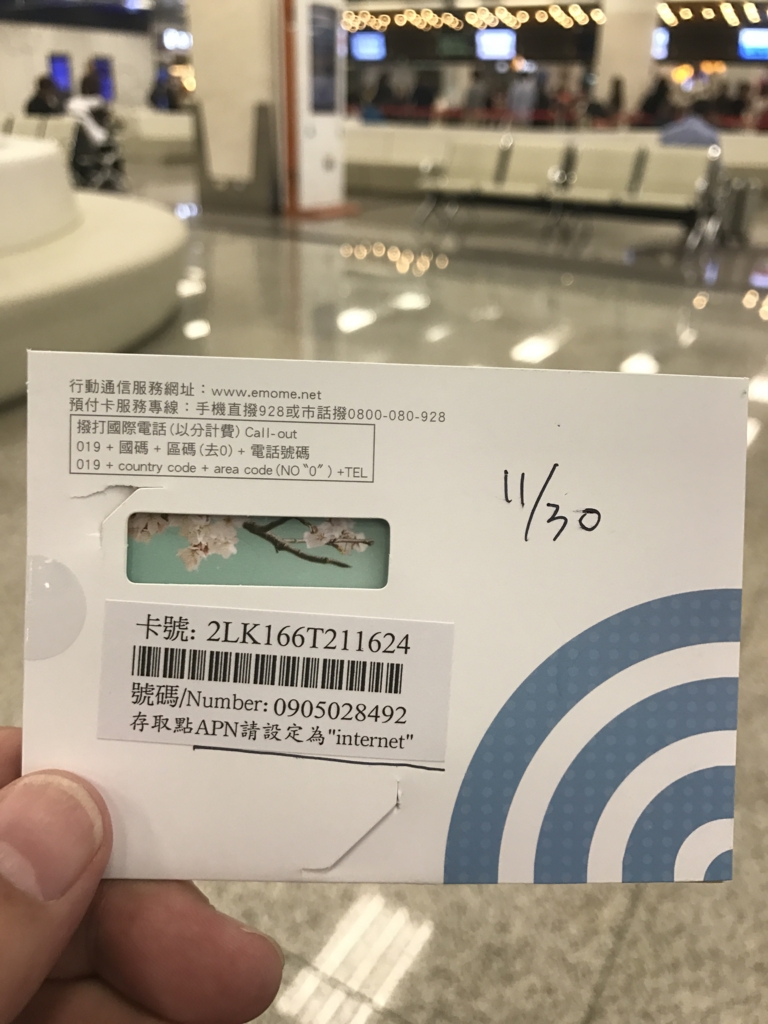 行動通信服務網址：www.emome.net
預付卡服務專線：手機直撥928或市話撥0800-080-928
撥打國際電話(以分計費) Call-out
019 + 國碼 + 區碼(去0) + 電話號碼
019 + country code + area code (NO "0") +TEL
11/30
卡號: 2LK166T211624
號碼/Number: 0905028492
存取點APN請設定為"internet"